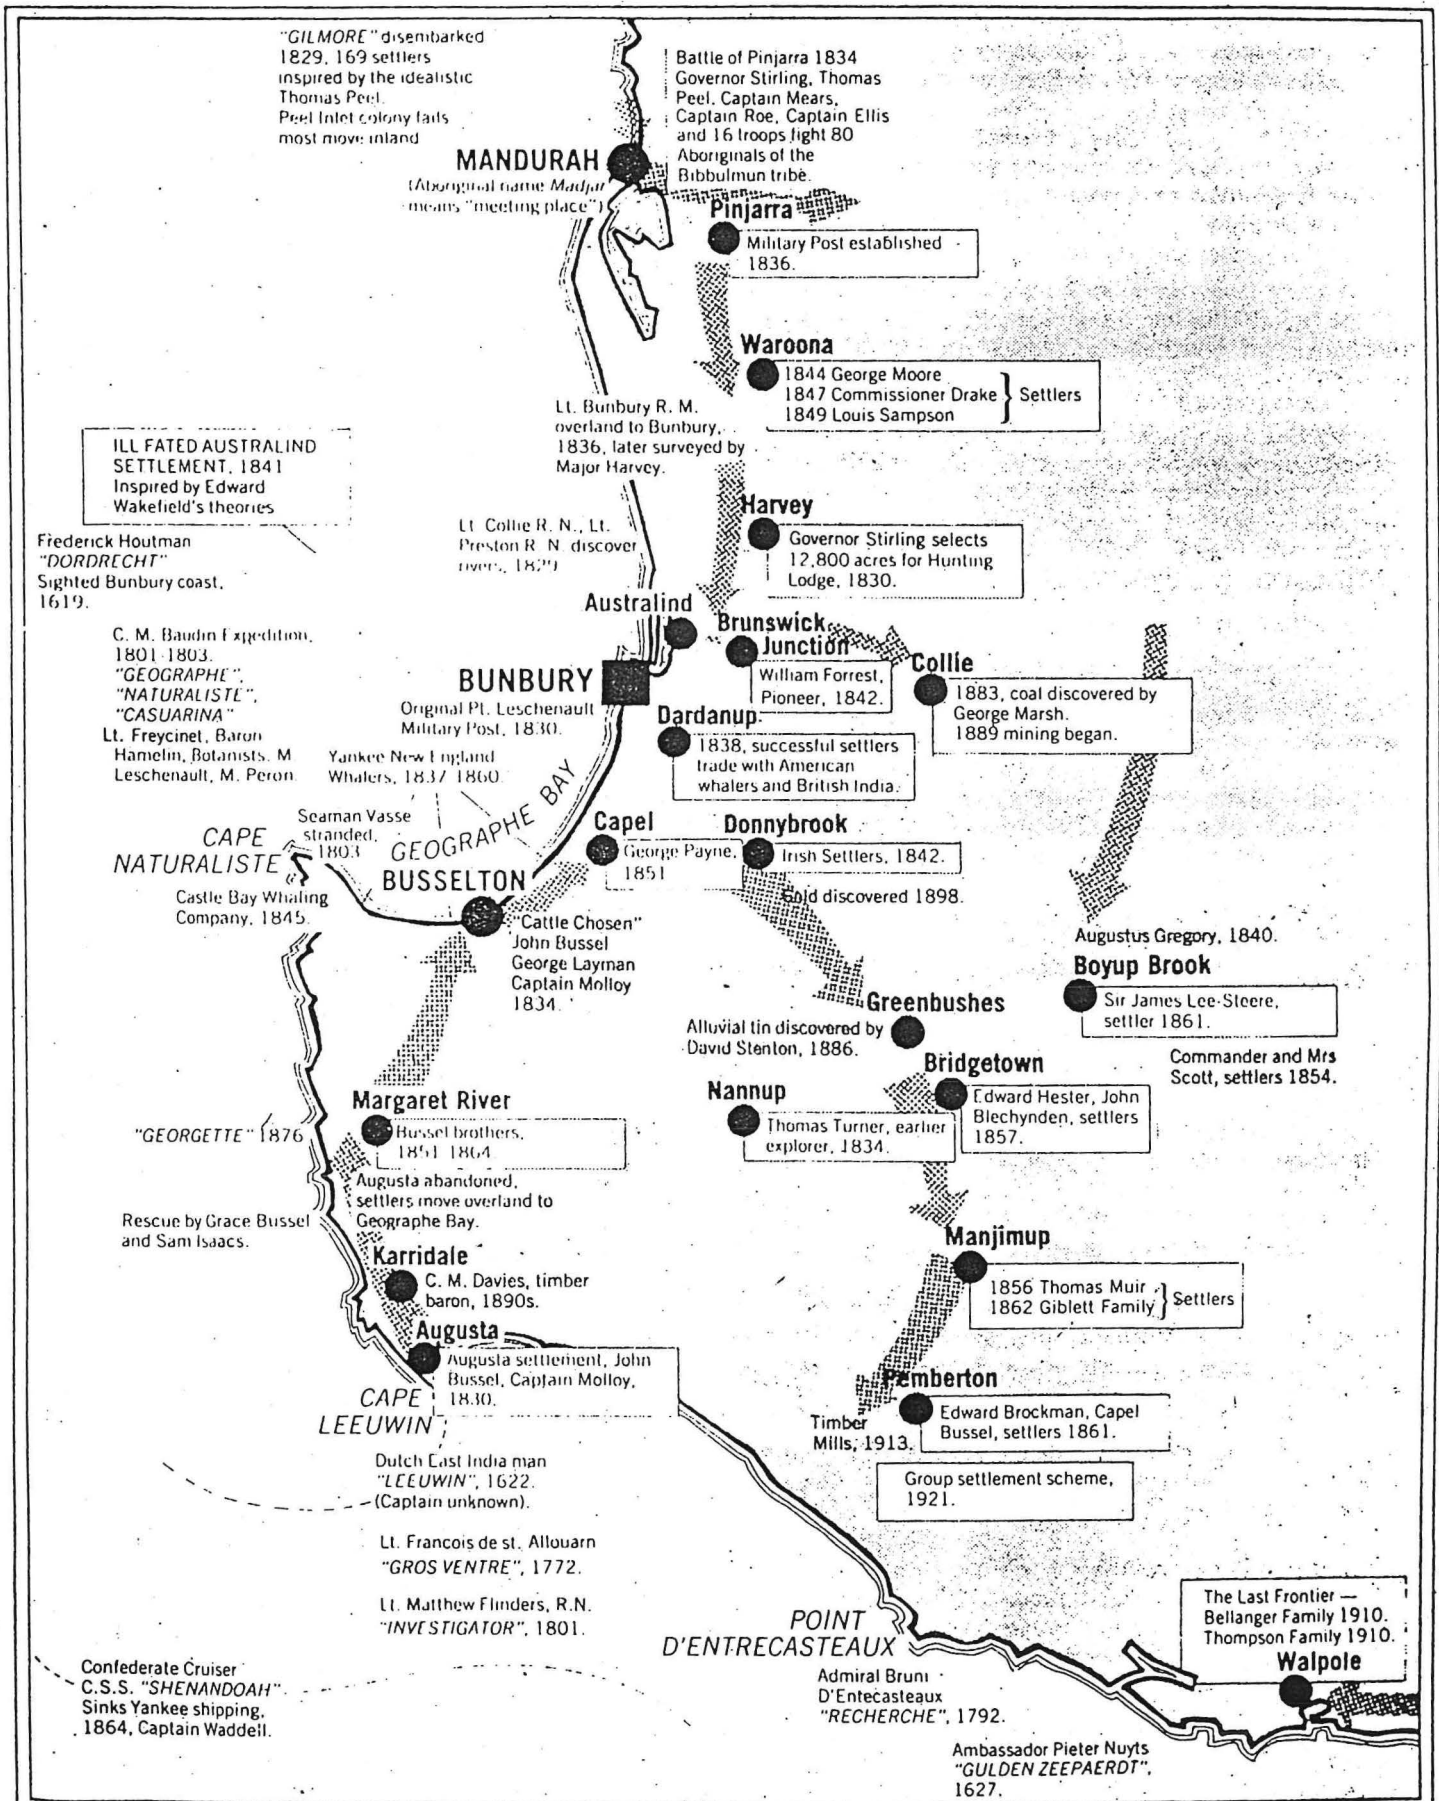 "GILMORE" disembarked
1829, 169 settlers
inspired by the idealistic
Thomas Peel.
Peel Inlet colony fails
most move inland
Battle of Pinjarra 1834
Governor Stirling, Thomas
Peel, Captain Mears,
Captain Roe, Captain Ellis
and 16 troops fight 80
Aboriginals of the
Bibbulmun tribe.
MANDURAH
(Aboriginal name Madjar
means "meeting place")
Pinjarra
Military Post established
1836.
Waroona
1844 George Moore
1847 Commissioner Drake
1849 Louis Sampson
Settlers
Lt. Bunbury R. M.
overland to Bunbury,
1836, later surveyed by
Major Harvey.
ILL FATED AUSTRALIND
SETTLEMENT, 1841
Inspired by Edward
Wakefield's theories
Harvey
Governor Stirling selects
12,800 acres for Hunting
Lodge, 1830.
Lt. Collie R. N., Lt.
Preston R. N. discover
rivers, 1829
Frederick Houtman
"DORDRECHT"
Sighted Bunbury coast,
1619.
Australind
Brunswick
Junction
William Forrest,
Pioneer, 1842.
Collie
1883, coal discovered by
George Marsh.
1889 mining began.
C. M. Baudin Expedition,
1801-1803.
"GEOGRAPHE",
"NATURALISTE",
"CASUARINA"
Lt. Freycinet, Baron
Hamelin, Botanists. M
Leschenault, M. Peron
BUNBURY
Original Pt. Leschenault
Military Post, 1830.
Dardanup
1838, successful settlers
trade with American
whalers and British India.
Yankee New England
Whalers, 1837 1860.
GEOGRAPHE BAY
Seaman Vasse
stranded,
1803
CAPE
NATURALISTE
Castle Bay Whaling
Company, 1845.
BUSSELTON
"Cattle Chosen"
John Bussel
George Layman
Captain Molloy
1834.
Capel
George Payne,
1851
Donnybrook
Irish Settlers, 1842.
Gold discovered 1898.
Augustus Gregory, 1840.
Boyup Brook
Sir James Lee-Steere,
settler 1861.
Commander and Mrs
Scott, settlers 1854.
Greenbushes
Alluvial tin discovered by
David Stenton, 1886.
Bridgetown
Edward Hester, John
Blechynden, settlers
1857.
Nannup
Thomas Turner, earlier
explorer, 1834.
Margaret River
Bussel brothers,
1851 1864
"GEORGETTE" 1876
Augusta abandoned,
settlers move overland to
Geographe Bay.
Rescue by Grace Bussel
and Sam Isaacs.
Karridale
C. M. Davies, timber
baron, 1890s.
Manjimup
1856 Thomas Muir
1862 Giblett Family
Settlers
Augusta
Augusta settlement, John
Bussel, Captain Molloy,
1830.
CAPE
LEEUWIN
Pemberton
Edward Brockman, Capel
Bussel, settlers 1861.
Timber
Mills, 1913.
Group settlement scheme,
1921.
Dutch East India man
"LEEUWIN", 1622.
(Captain unknown).
Lt. Francois de st. Allouarn
"GROS VENTRE", 1772.
Lt. Matthew Flinders, R.N.
"INVESTIGATOR", 1801.
Confederate Cruiser
C.S.S. "SHENANDOAH"
Sinks Yankee shipping,
1864, Captain Waddell.
POINT
D'ENTRECASTEAUX
Admiral Bruni
D'Entecasteaux
"RECHERCHE", 1792.
Ambassador Pieter Nuyts
"GULDEN ZEEPAERDT",
1627.
The Last Frontier —
Bellanger Family 1910.
Thompson Family 1910.
Walpole